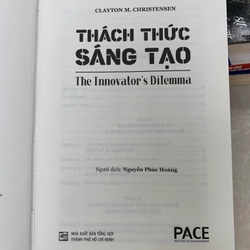 CLAYTON M. CHRISTENSEN
THÁCH THỨC
SÁNG TẠO
The Innovator's Dilemma
Người dịch: Nguyễn Phúc Hoàng
NHÀ XUẤT BẢN TỔNG HỢP
THÀNH PHỐ HỒ CHÍ MINH
PACE